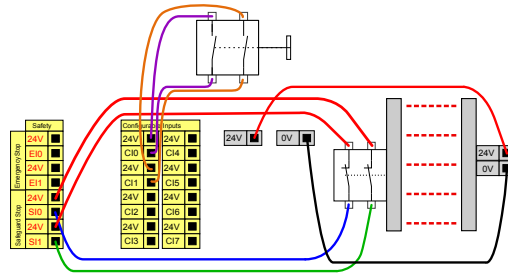 Safety
Emergency Stop
24V
EI0
24V
EI1
Safeguard Stop
24V
SI0
24V
SI1
Configurable Inputs
24V 24V
CI0 CI4
24V 24V
CI1 CI5
24V 24V
CI2 CI6
24V 24V
CI3 CI7
24V 0V
24V
0V